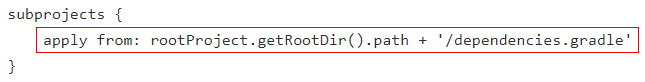 subprojects {
    apply from: rootProject.getRootDir().path + '/dependencies.gradle'
}